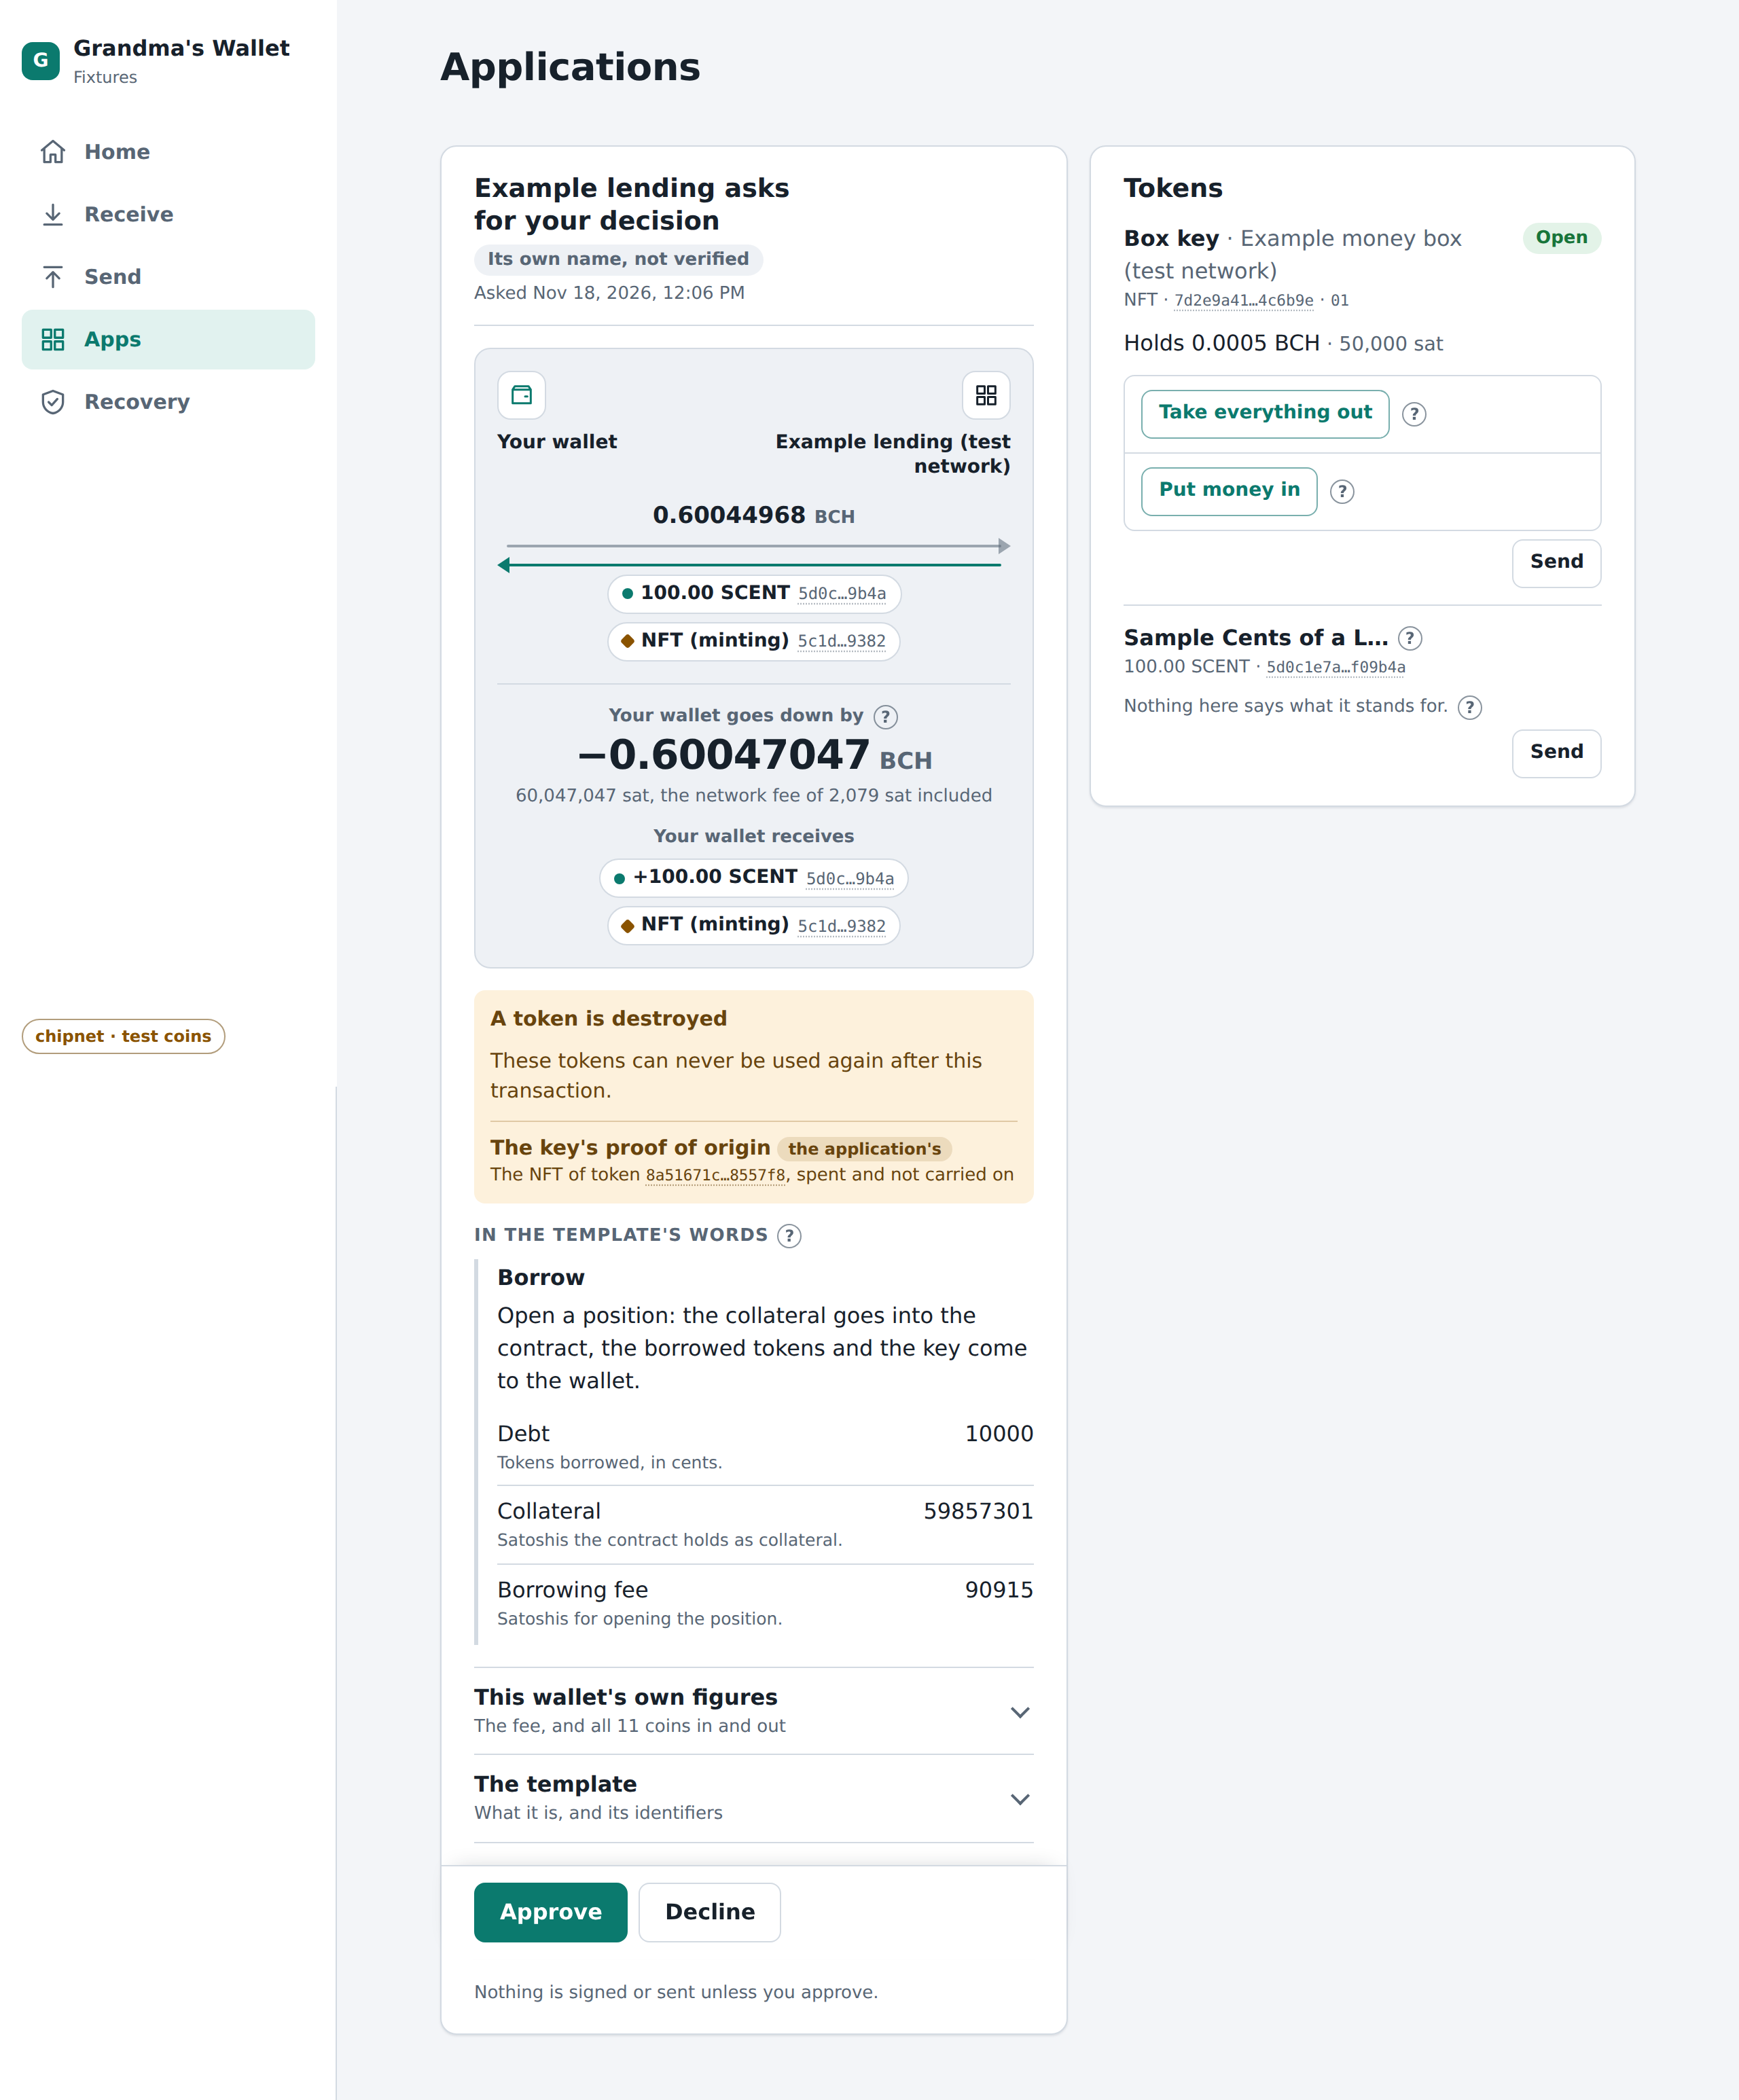 G
Grandma's Wallet
Fixtures
Home
Receive
Send
Apps
Recovery
chipnet · test coins
Applications
Example lending asks
for your decision
Its own name, not verified
Asked Nov 18, 2026, 12:06 PM
Your wallet
Example lending (test
network)
0.60044968 BCH
100.00 SCENT 5d0c…9b4a
NFT (minting) 5c1d…9382
Your wallet goes down by ?
−0.60047047 BCH
60,047,047 sat, the network fee of 2,079 sat included
Your wallet receives
+100.00 SCENT 5d0c…9b4a
NFT (minting) 5c1d…9382
A token is destroyed
These tokens can never be used again after this
transaction.
The key's proof of origin the application's
The NFT of token 8a51671c…8557f8, spent and not carried on
IN THE TEMPLATE'S WORDS ?
Borrow
Open a position: the collateral goes into the
contract, the borrowed tokens and the key come
to the wallet.
Debt 10000
Tokens borrowed, in cents.
Collateral 59857301
Satoshis the contract holds as collateral.
Borrowing fee 90915
Satoshis for opening the position.
This wallet's own figures
The fee, and all 11 coins in and out
The template
What it is, and its identifiers
Approve
Decline
Nothing is signed or sent unless you approve.
Tokens
Box key · Example money box
(test network)
Open
NFT · 7d2e9a41…4c6b9e · 01
Holds 0.0005 BCH · 50,000 sat
Take everything out ?
Put money in ?
Send
Sample Cents of a L… ?
100.00 SCENT · 5d0c1e7a…f09b4a
Nothing here says what it stands for. ?
Send